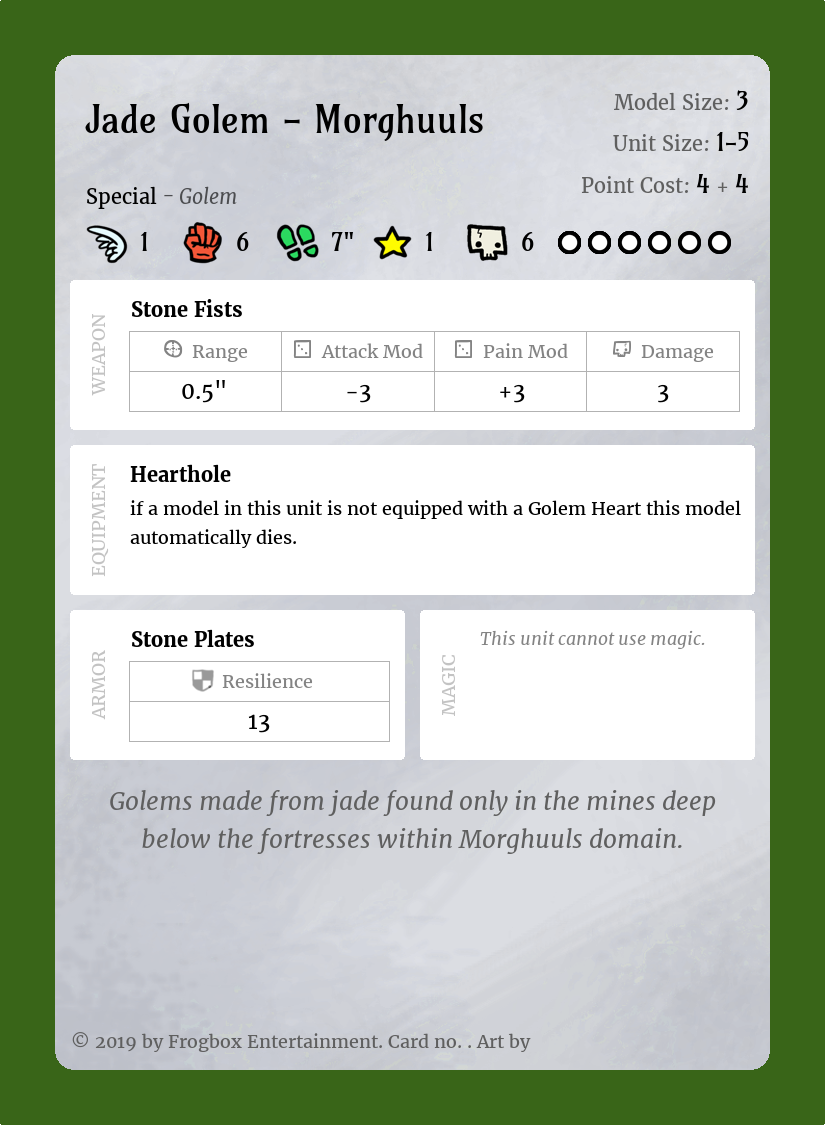 Jade Golem - Morghuuls
Model Size: 3
Unit Size: 1-5
Point Cost: 4 + 4
Special - Golem
1 6 7" 1 6
WEAPON
Stone Fists
Range Attack Mod Pain Mod Damage
0.5" -3 +3 3
EQUIPMENT
Hearthole
if a model in this unit is not equipped with a Golem Heart this model
automatically dies.
ARMOR
Stone Plates
Resilience
13
MAGIC
This unit cannot use magic.
Golems made from jade found only in the mines deep
below the fortresses within Morghuuls domain.
© 2019 by Frogbox Entertainment. Card no. . Art by